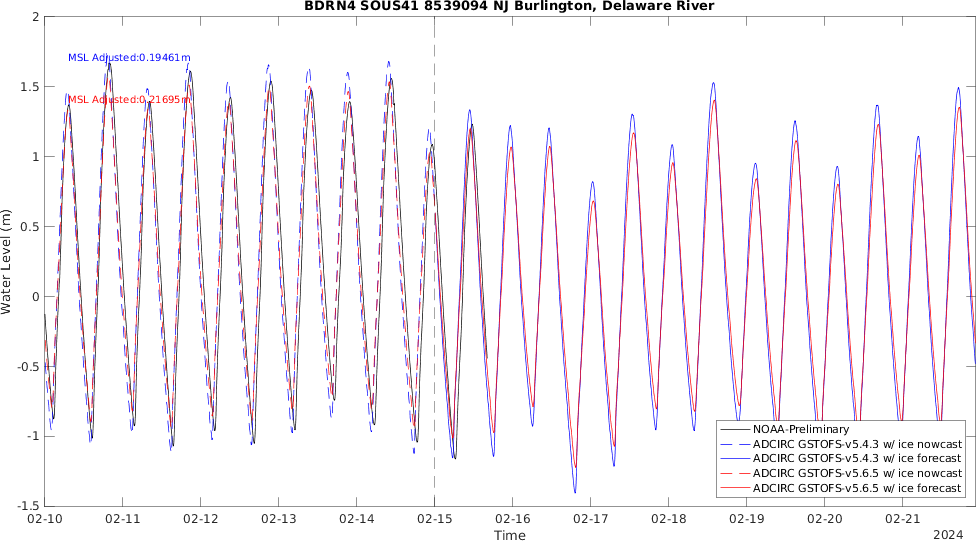 BDRN4 SOUS41 8539094 NJ Burlington, Delaware River
2
1.5
1
0.5
0
-0.5
-1
-1.5
Water Level (m)
MSL Adjusted:0.19461m
MSL Adjusted:0.21695m
NOAA-Preliminary
ADCIRC GSTOFS-v5.4.3 w/ ice nowcast
ADCIRC GSTOFS-v5.4.3 w/ ice forecast
ADCIRC GSTOFS-v5.6.5 w/ ice nowcast
ADCIRC GSTOFS-v5.6.5 w/ ice forecast
02-10 02-11 02-12 02-13 02-14 02-15 02-16 02-17 02-18 02-19 02-20 02-21
Time
2024